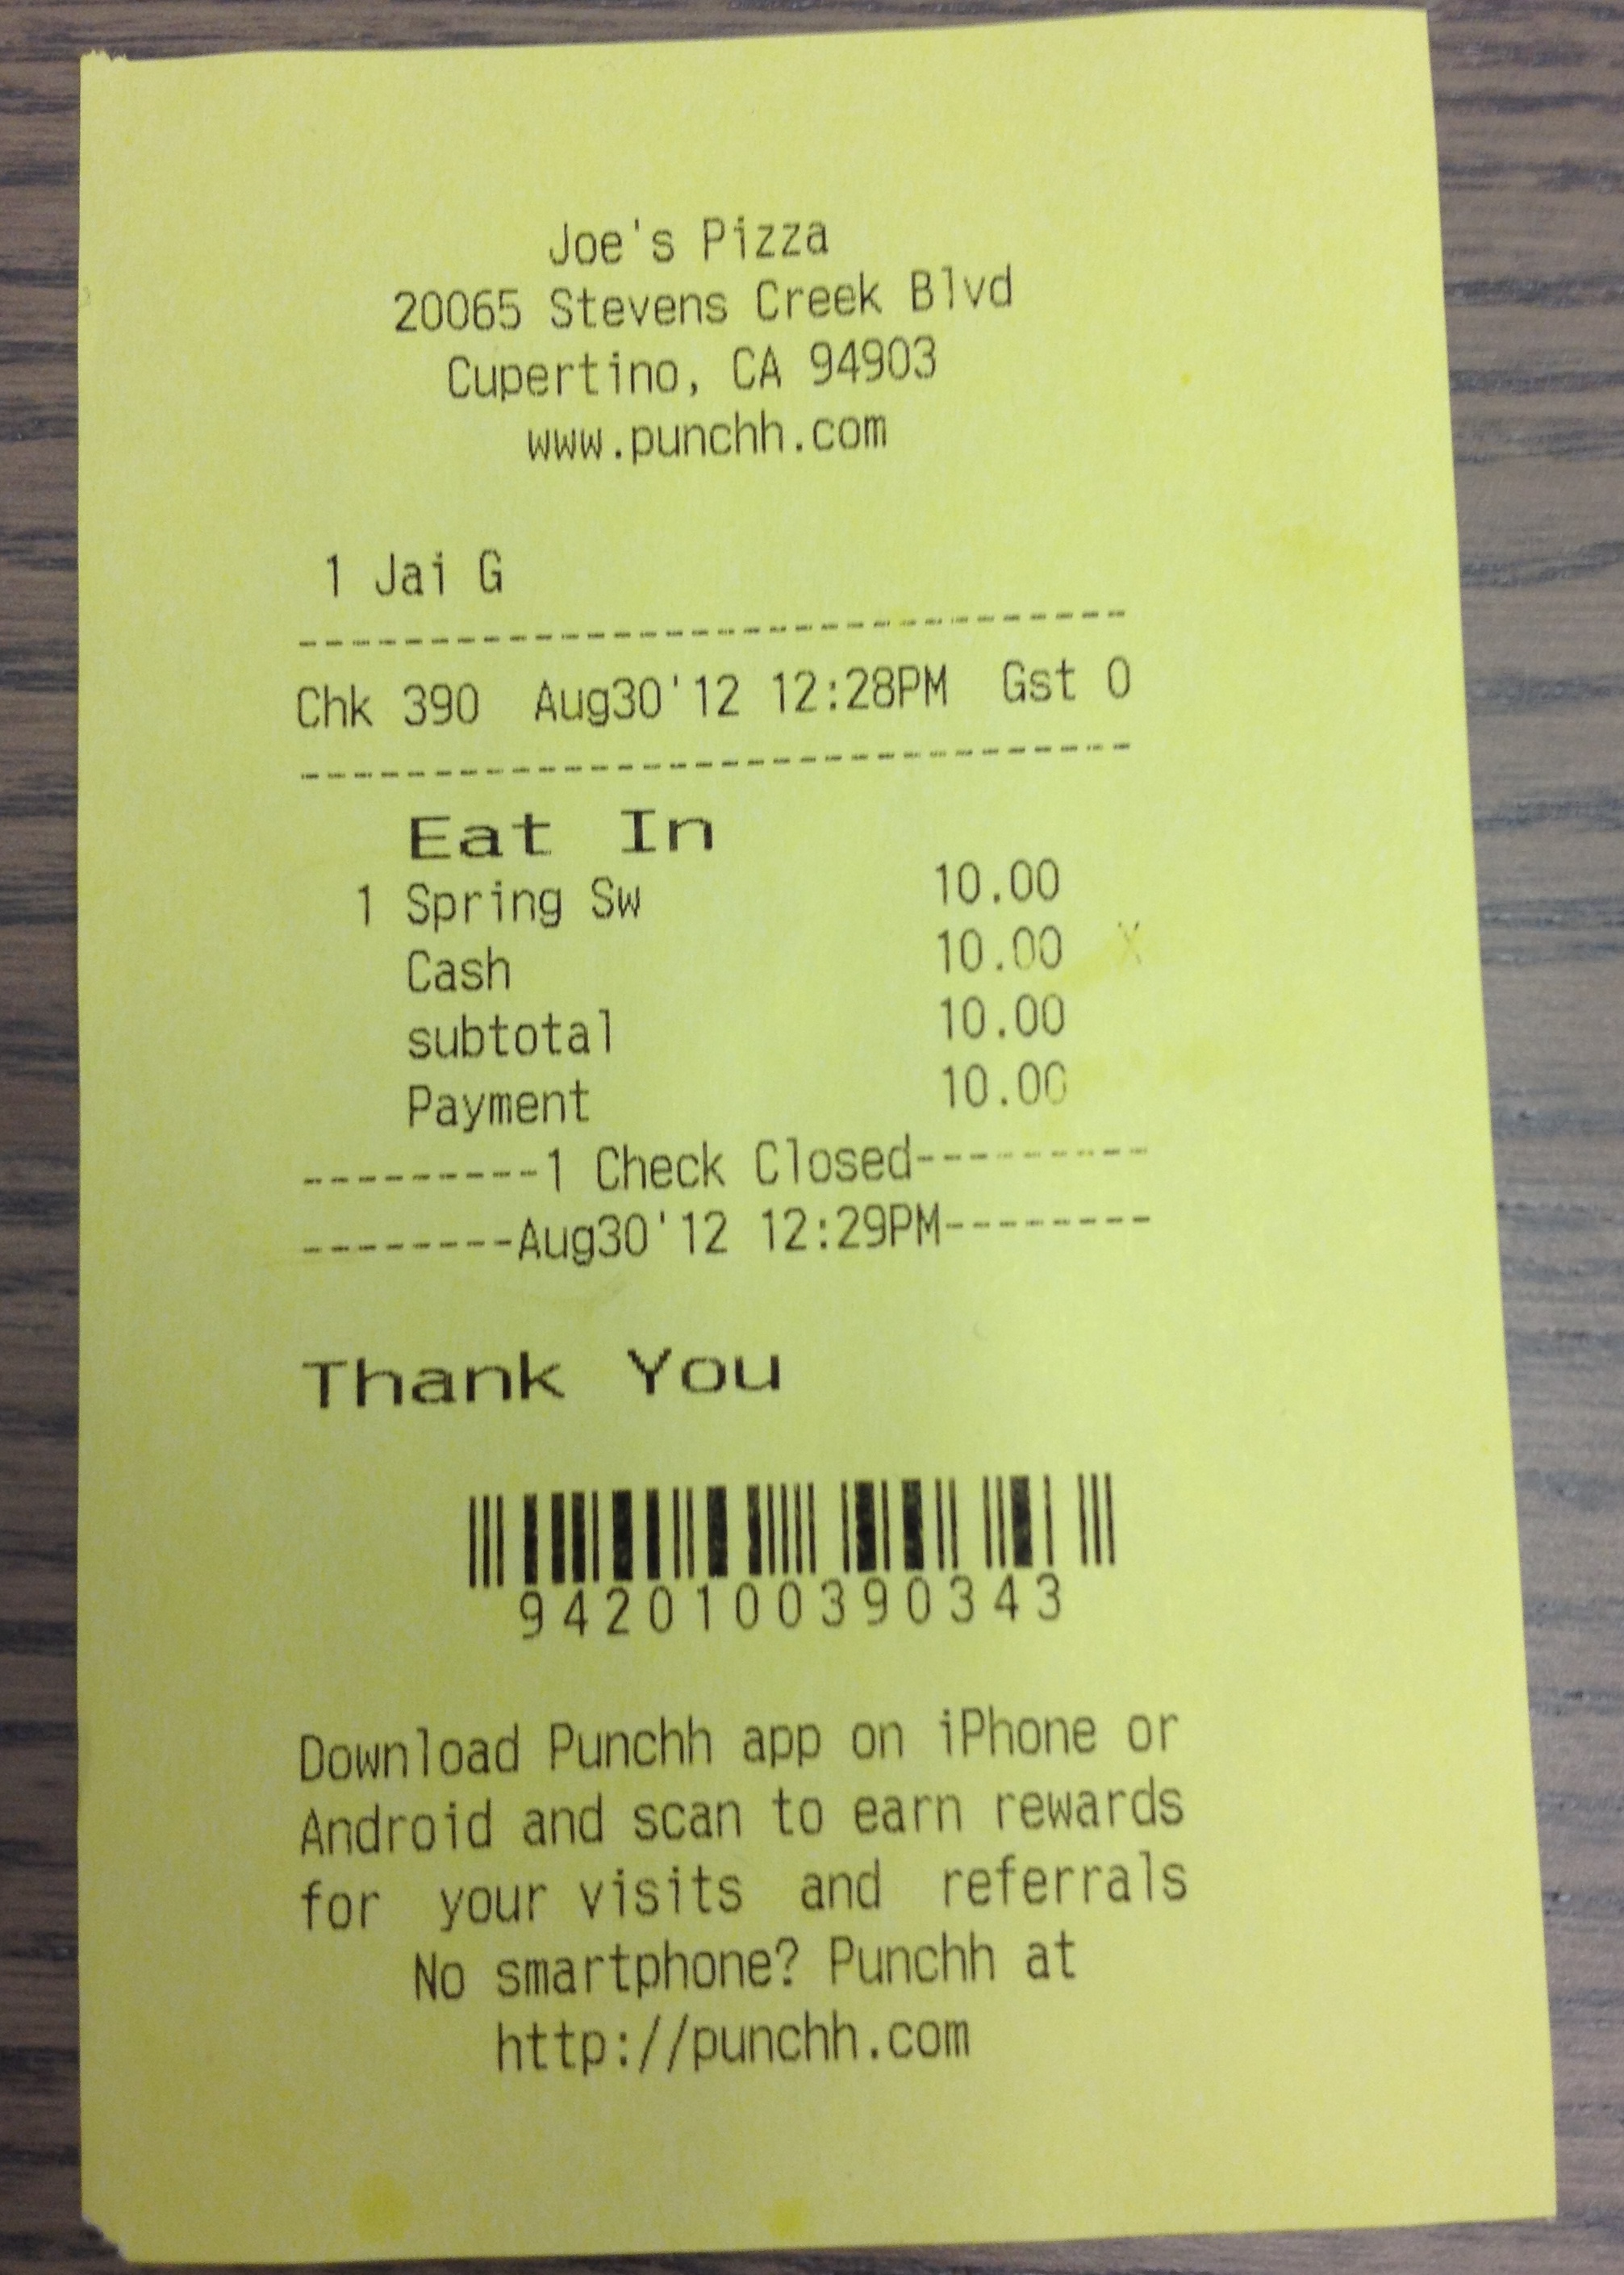 Joe's Pizza
20065 Stevens Creek Blvd
Cupertino, CA 94903
www.punchh.com
1 Jai G
--------------------------------
Chk 390 Aug30'12 12:28PM Gst 0
--------------------------------
Eat In
1 Spring Sw 10.00
Cash 10.00 X
subtotal 10.00
Payment 10.00
---------1 Check Closed---------
--------Aug30'12 12:29PM--------
Thank You
9420100390343
Download Punchh app on iPhone or
Android and scan to earn rewards
for your visits and referrals
No smartphone? Punchh at
http://punchh.com